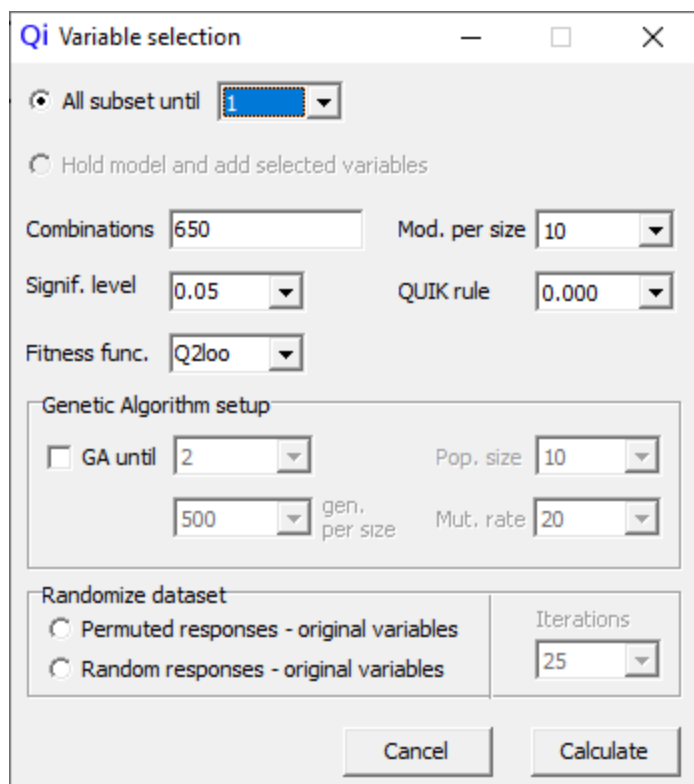 Qi Variable selection
All subset until 1
Hold model and add selected variables
Combinations 650 Mod. per size 10
Signif. level 0.05 QUIK rule 0.000
Fitness func. Q2loo
Genetic Algorithm setup
GA until 2 Pop. size 10
500 gen. per size Mut. rate 20
Randomize dataset
Permuted responses - original variables
Random responses - original variables
Iterations
25
Cancel Calculate